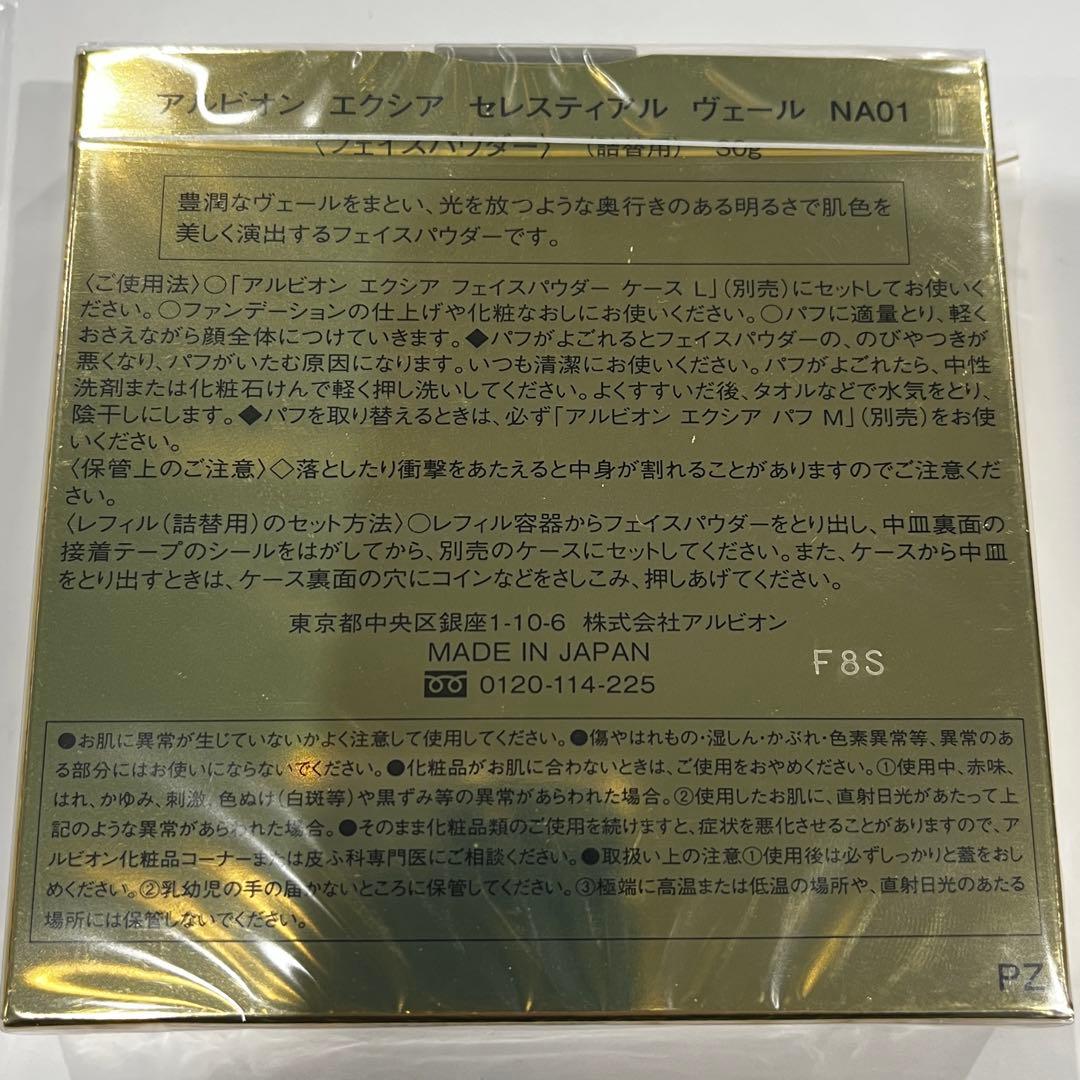 アルビオン エクシア セレスティアル ヴェール NA01
〈フェイスパウダー〉 (詰替用) 30g
豊潤なヴェールをまとい、光を放つような奥行きのある明るさで肌色を
美しく演出するフェイスパウダーです。
〈ご使用法〉○「アルビオン エクシア フェイスパウダー ケース L」(別売)にセットしてお使いく
ださい。○ファンデーションの仕上げや化粧なおしにお使いください。○パフに適量とり、軽く
おさえながら顔全体につけていきます。◆パフがよごれるとフェイスパウダーの、のびやつきが
悪くなり、パフがいたむ原因になります。いつも清潔にお使いください。パフがよごれたら、中性
洗剤または化粧石けんで軽く押し洗いしてください。よくすすいだ後、タオルなどで水気をとり、
陰干しにします。◆パフを取り替えるときは、必ず「アルビオン エクシア パフ M」(別売)をお使
いください。
〈保管上のご注意〉◇落としたり衝撃をあたえると中身が割れることがありますのでご注意くだ
さい。
〈レフィル(詰替用)のセット方法〉○レフィル容器からフェイスパウダーをとり出し、中皿裏面の
接着テープのシールをはがしてから、別売のケースにセットしてください。また、ケースから中皿
をとり出すときは、ケース裏面の穴にコインなどをさしこみ、押しあげてください。
東京都中央区銀座1-10-6 株式会社アルビオン
MADE IN JAPAN
F8S
0120-114-225
●お肌に異常が生じていないかよく注意して使用してください。●傷やはれもの・湿しん・かぶれ・色素異常等、異常のあ
る部分にはお使いにならないでください。●化粧品がお肌に合わないときは、ご使用をおやめください。①使用中、赤味、
はれ、かゆみ、刺激、色ぬけ(白斑等)や黒ずみ等の異常があらわれた場合。②使用したお肌に、直射日光があたって上
記のような異常があらわれた場合。●そのまま化粧品類のご使用を続けますと、症状を悪化させることがありますので、ア
ルビオン化粧品コーナーまたは皮ふ科専門医にご相談ください。●取扱い上の注意①使用後は必ずしっかりと蓋をおし
めください。②乳幼児の手の届かないところに保管してください。③極端に高温または低温の場所や、直射日光のあたる
場所には保管しないでください。
PZ